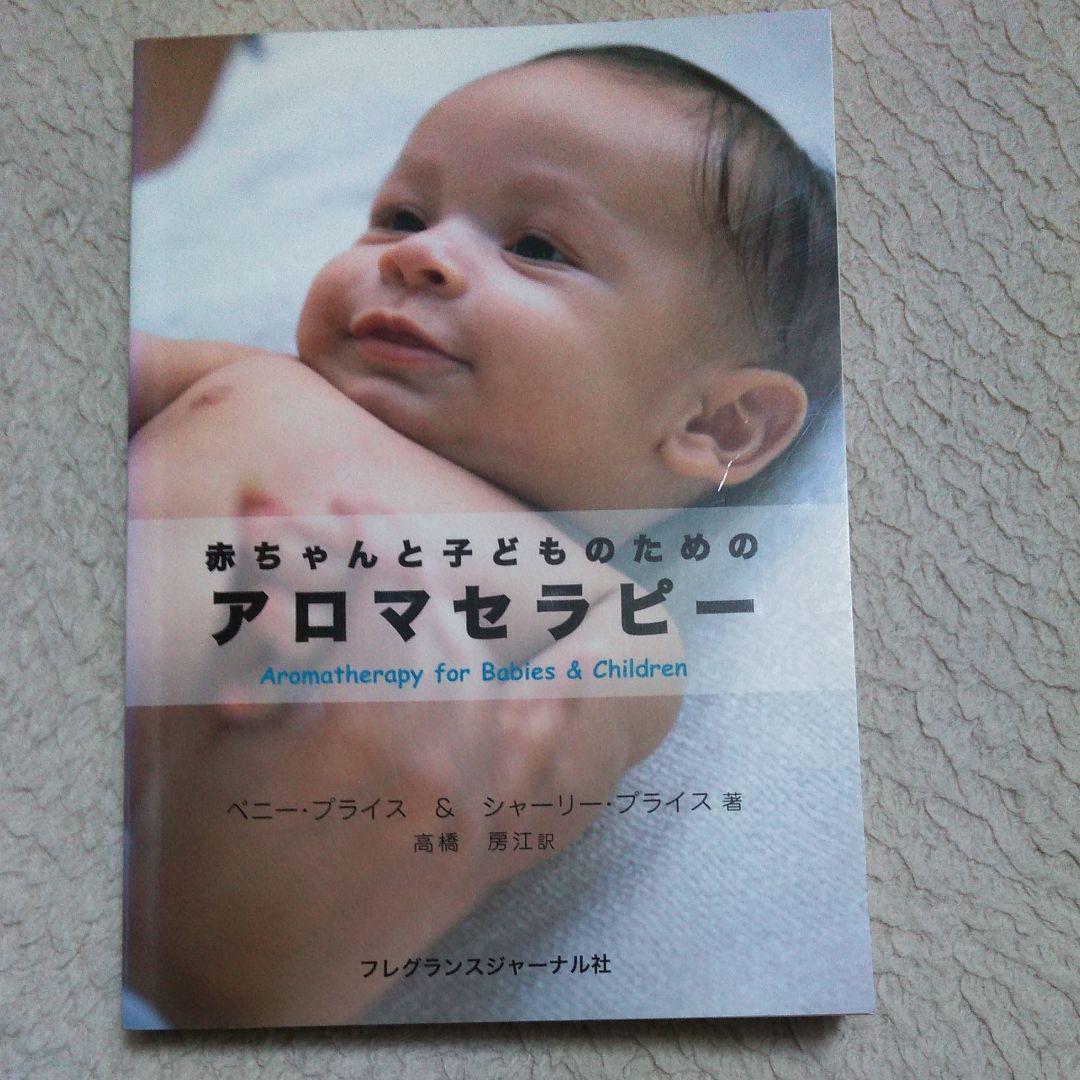 赤ちゃんと子どものための
アロマセラピー
Aromatherapy for Babies & Children
ペニー・プライス & シャーリー・プライス 著
高橋 房江 訳
フレグランスジャーナル社